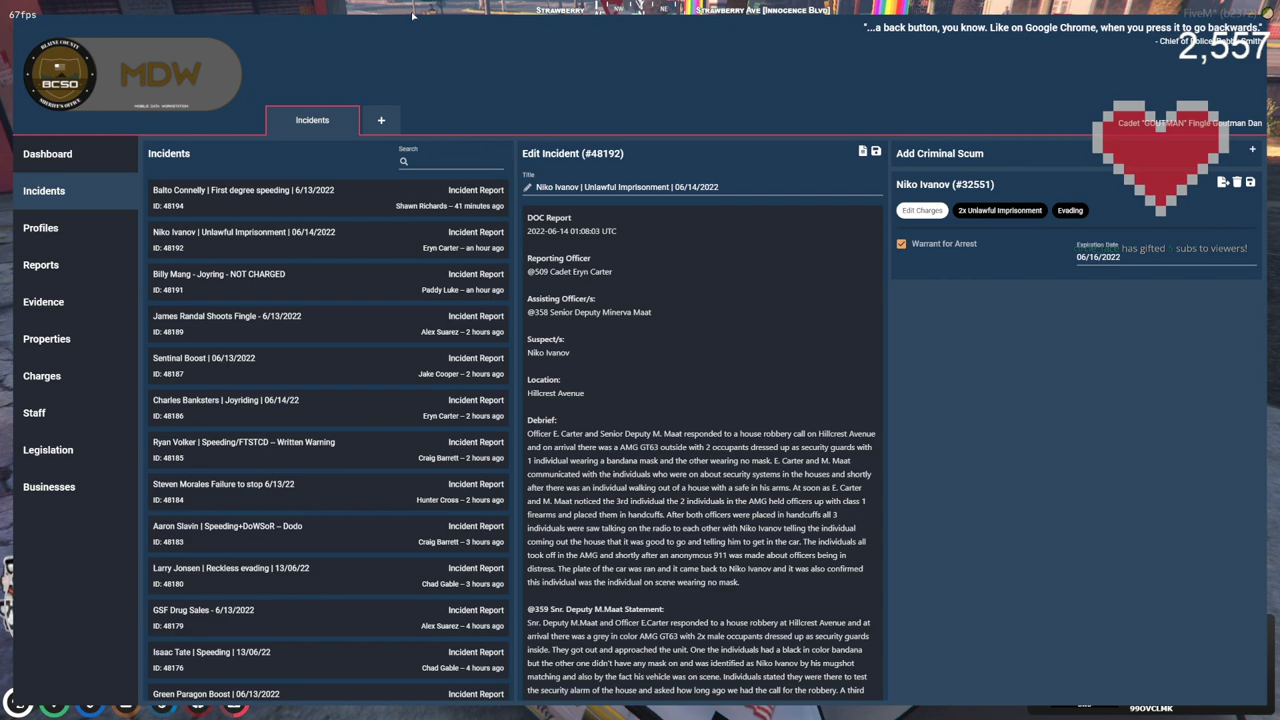 67fps
STRAWBERRY
NW
NE
STRAWBERRY AVE [INNOCENCE BLVD]
FiveM* (b2372)
"...a back button, you know. Like on Google Chrome, when you press it to go backwards."
- Chief of Police Bobby Smith
2,557
BCSO
SHERIFF'S OFFICE
MDW
MOBILE DATA WORKSTATION
Incidents
+
Cadet "GOUTMAN" Fingle Goutman Dan
Dashboard
Incidents
Profiles
Reports
Evidence
Properties
Charges
Staff
Legislation
Businesses
Incidents
Search
Balto Connelly | First degree speeding | 6/13/2022
Incident Report
ID: 48194
Shawn Richards – 41 minutes ago
Niko Ivanov | Unlawful Imprisonment | 06/14/2022
Incident Report
ID: 48192
Eryn Carter – an hour ago
Billy Mang - Joyring - NOT CHARGED
Incident Report
ID: 48191
Paddy Luke – an hour ago
James Randal Shoots Fingle - 6/13/2022
Incident Report
ID: 48189
Alex Suarez – 2 hours ago
Sentinal Boost | 06/13/2022
Incident Report
ID: 48187
Jake Cooper – 2 hours ago
Charles Banksters | Joyriding | 06/14/22
Incident Report
ID: 48186
Eryn Carter – 2 hours ago
Ryan Volker | Speeding/FTSTCD – Written Warning
Incident Report
ID: 48185
Craig Barrett – 2 hours ago
Steven Morales Failure to stop 6/13/22
Incident Report
ID: 48184
Hunter Cross – 2 hours ago
Aaron Slavin | Speeding+DoWSoR – Dodo
Incident Report
ID: 48183
Craig Barrett – 3 hours ago
Larry Jonsen | Reckless evading | 13/06/22
Incident Report
ID: 48180
Chad Gable – 3 hours ago
GSF Drug Sales - 6/13/2022
Incident Report
ID: 48179
Alex Suarez – 4 hours ago
Isaac Tate | Speeding | 13/06/22
Incident Report
ID: 48176
Chad Gable – 4 hours ago
Green Paragon Boost | 06/13/2022
Incident Report
Edit Incident (#48192)
Title
Niko Ivanov | Unlawful Imprisonment | 06/14/2022
DOC Report
2022-06-14 01:08:03 UTC
Reporting Officer
@509 Cadet Eryn Carter
Assisting Officer/s:
@358 Senior Deputy Minerva Maat
Suspect/s:
Niko Ivanov
Location:
Hillcrest Avenue
Debrief:
Officer E. Carter and Senior Deputy M. Maat responded to a house robbery call on Hillcrest Avenue
and on arrival there was a AMG GT63 outside with 2 occupants dressed up as security guards with
1 individual wearing a bandana mask and the other wearing no mask. E. Carter and M. Maat
communicated with the individuals who were on about security systems in the houses and shortly
after there was an individual walking out of a house with a safe in his arms. At soon as E. Carter
and M. Maat noticed the 3rd individual the 2 individuals in the AMG held officers up with class 1
firearms and placed them in handcuffs. After both officers were placed in handcuffs all 3
individuals were saw talking on the radio to each other with Niko Ivanov telling the individual
coming out the house that it was good to go and telling him to get in the car. The individuals all
took off in the AMG and shortly after an anonymous 911 was made about officers being in
distress. The plate of the car was ran and it came back to Niko Ivanov and it was also confirmed
this individual was the individual on scene wearing no mask.
@359 Snr. Deputy M.Maat Statement:
Snr. Deputy M.Maat and Officer E.Carter responded to a house robbery at Hillcrest Avenue and at
arrival there was a grey in color AMG GT63 with 2x male occupants dressed up as security guards
inside. They got out and approached the unit. One the individuals had a black in color bandana
but the other one didn't have any mask on and was identified as Niko Ivanov by his mugshot
matching and also by the fact his vehicle was on scene. Individuals stated they were there to test
the security alarm of the house and asked how long ago we had the call for the robbery. A third
Add Criminal Scum
+
Niko Ivanov (#32551)
Edit Charges
2x Unlawful Imprisonment
Evading
Warrant for Arrest
Expiration Date
06/16/2022
has gifted 5 subs to viewers!
99OVCLMK